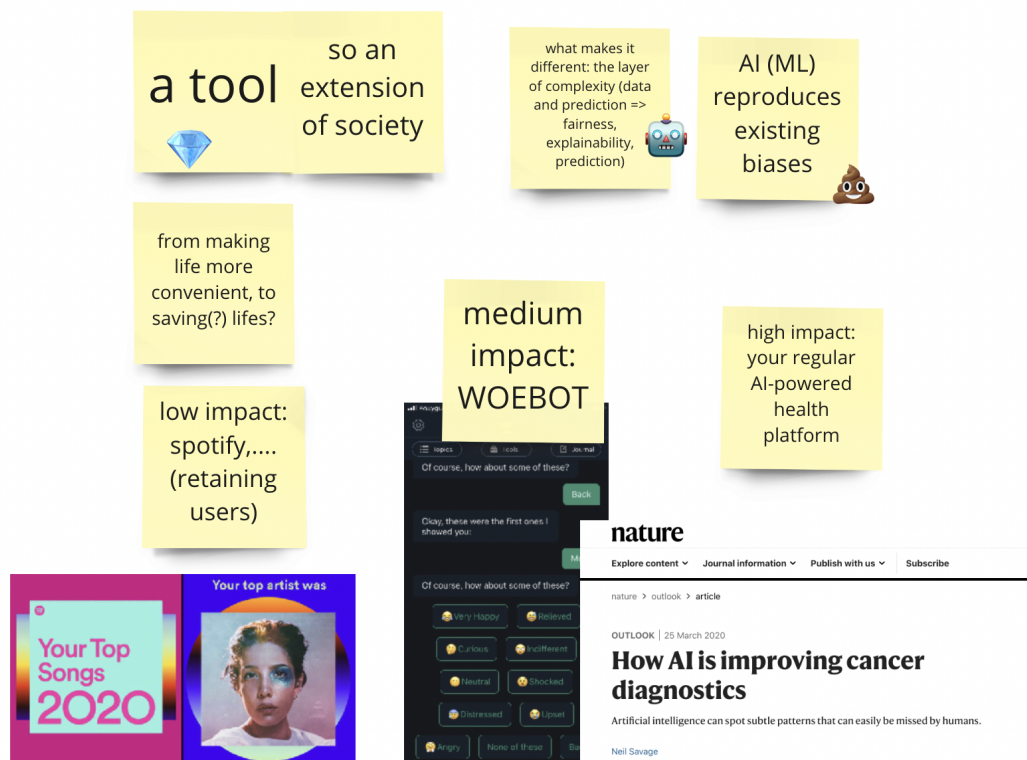 a tool
so an
extension
of society
what makes it
different: the layer
of complexity (data
and prediction =>
fairness,
explainability,
prediction)
AI (ML)
reproduces
existing
biases
from making
life more
convenient, to
saving(?) lifes?
medium
impact:
WOEBOT
high impact:
your regular
AI-powered
health
platform
low impact:
spotify,....
(retaining
users)
Topics
Tools
Journal
Of course, how about some of these?
Back
Okay, these were the first ones I
showed you:
Of course, how about some of these?
Very Happy
Relieved
Curious
Indifferent
Neutral
Shocked
Distressed
Upset
Angry
None of these
Ba
Your Top
Songs
2020
Your top artist was
nature
Explore content
Journal information
Publish with us
Subscribe
nature > outlook > article
OUTLOOK | 25 March 2020
How AI is improving cancer
diagnostics
Artificial intelligence can spot subtle patterns that can easily be missed by humans.
Neil Savage